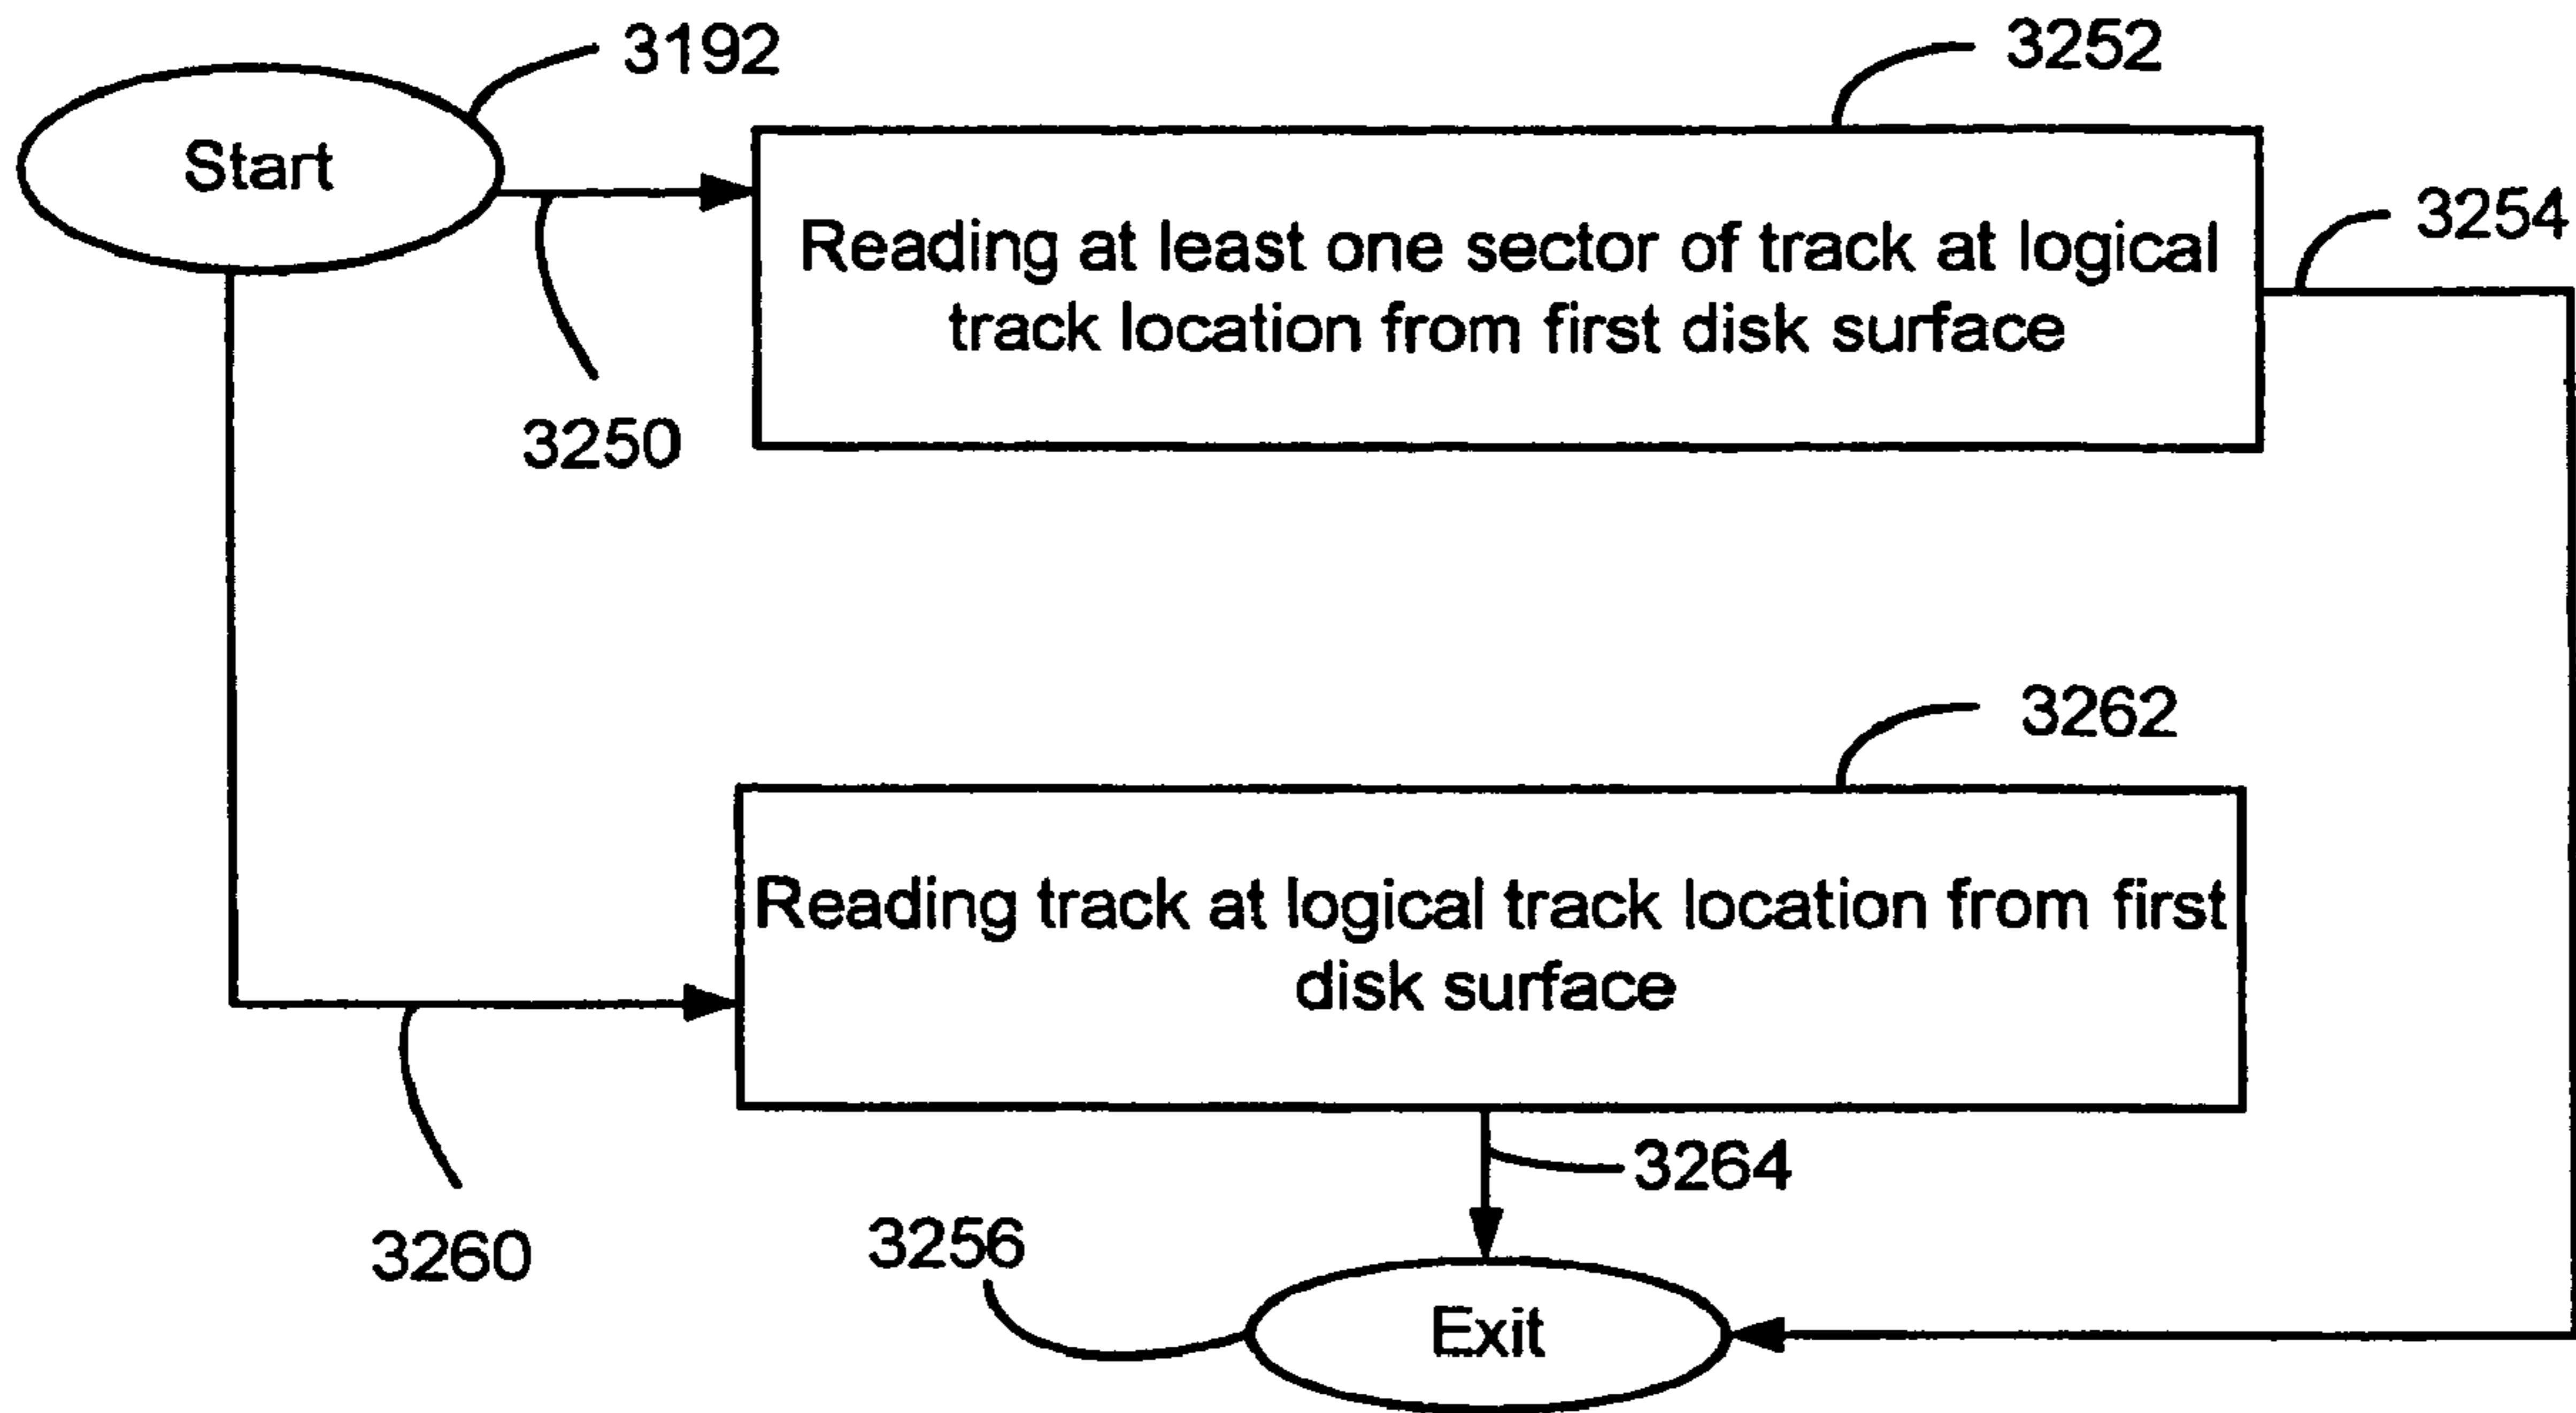 3192
3252
Start
3254
Reading at least one sector of track at logical
track location from first disk surface
3250
3262
Reading track at logical track location from first
disk surface
3264
3256
3260
Exit